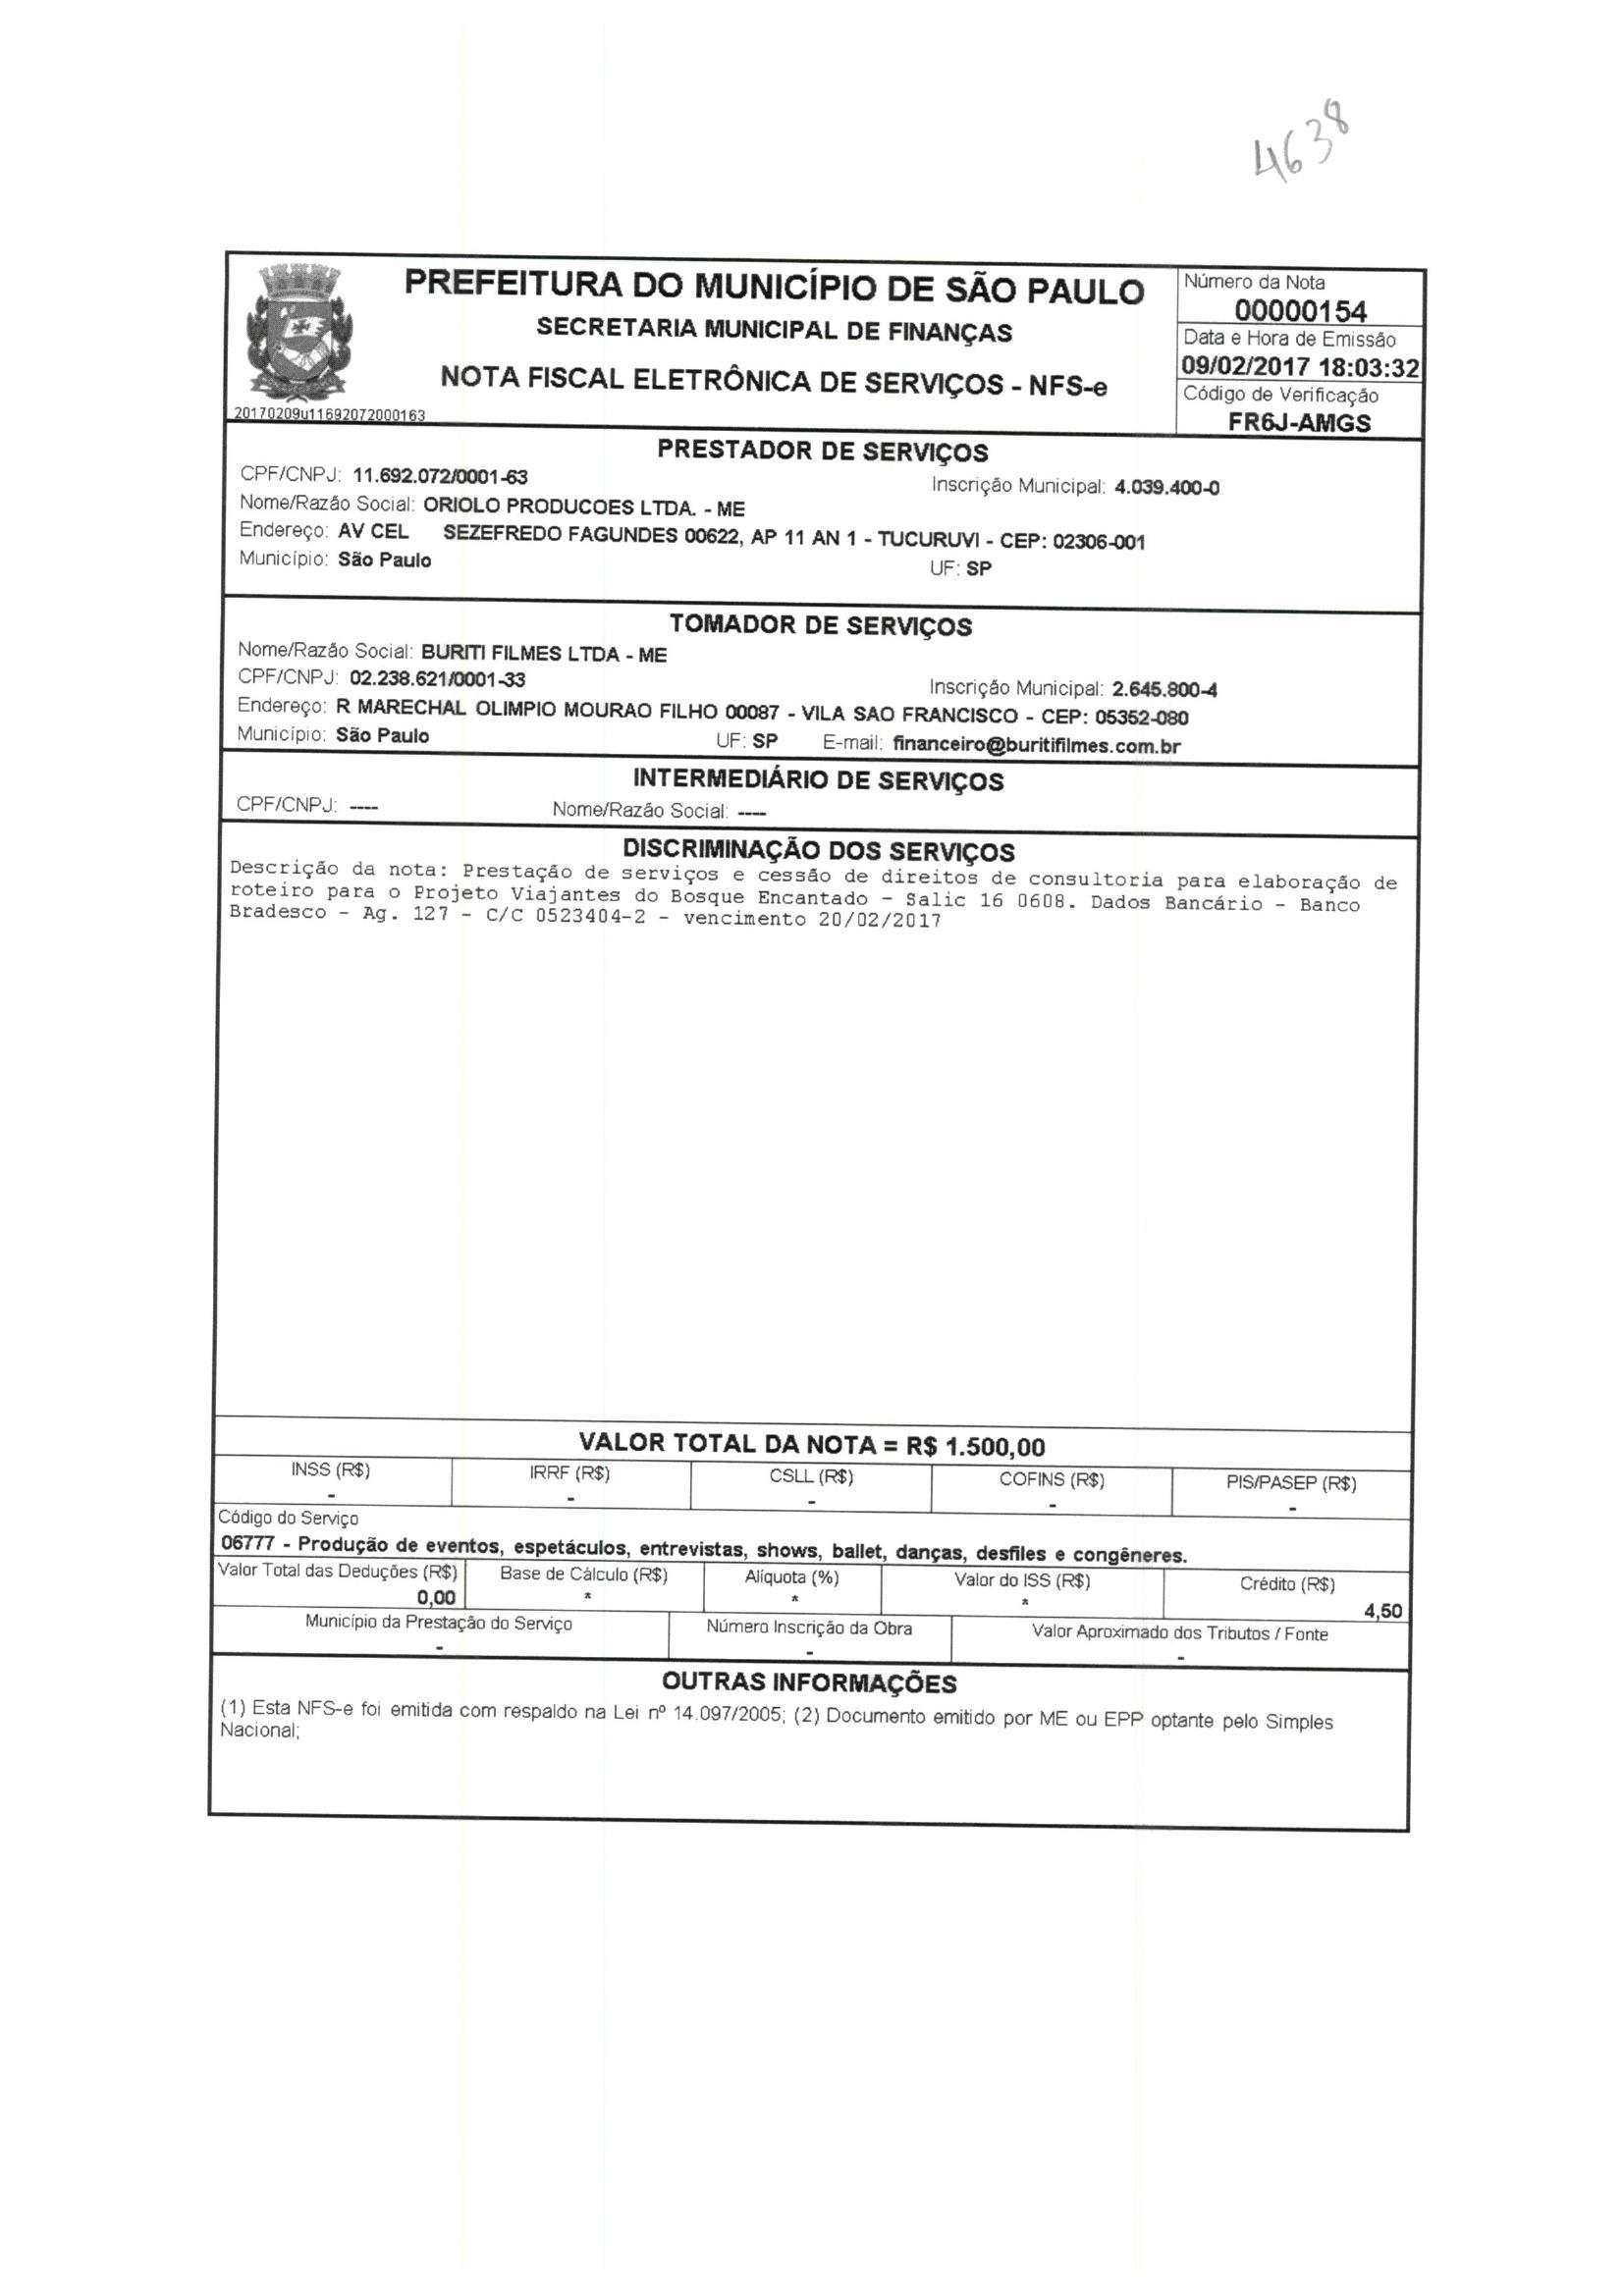 4638
PREFEITURA DO MUNICÍPIO DE SÃO PAULO
SECRETARIA MUNICIPAL DE FINANÇAS
NOTA FISCAL ELETRÔNICA DE SERVIÇOS - NFS-e
20170209u11692072000163
Número da Nota
00000154
Data e Hora de Emissão
09/02/2017 18:03:32
Código de Verificação
FR6J-AMGS
PRESTADOR DE SERVIÇOS
CPF/CNPJ: 11.692.072/0001-63 Inscrição Municipal: 4.039.400-0
Nome/Razão Social: ORIOLO PRODUCOES LTDA. - ME
Endereço: AV CEL SEZEFREDO FAGUNDES 00622, AP 11 AN 1 - TUCURUVI - CEP: 02306-001
Município: São Paulo UF: SP
TOMADOR DE SERVIÇOS
Nome/Razão Social: BURITI FILMES LTDA - ME
CPF/CNPJ: 02.238.621/0001-33 Inscrição Municipal: 2.645.800-4
Endereço: R MARECHAL OLIMPIO MOURAO FILHO 00087 - VILA SAO FRANCISCO - CEP: 05352-080
Município: São Paulo UF: SP E-mail: financeiro@buritifilmes.com.br
INTERMEDIÁRIO DE SERVIÇOS
CPF/CNPJ: ---- Nome/Razão Social: ----
DISCRIMINAÇÃO DOS SERVIÇOS
Descrição da nota: Prestação de serviços e cessão de direitos de consultoria para elaboração de
roteiro para o Projeto Viajantes do Bosque Encantado - Salic 16 0608. Dados Bancário - Banco
Bradesco - Ag. 127 - C/C 0523404-2 - vencimento 20/02/2017
VALOR TOTAL DA NOTA = R$ 1.500,00
INSS (R$) IRRF (R$) CSLL (R$) COFINS (R$) PIS/PASEP (R$)
- - - - -
Código do Serviço
06777 - Produção de eventos, espetáculos, entrevistas, shows, ballet, danças, desfiles e congêneres.
Valor Total das Deduções (R$) Base de Cálculo (R$) Alíquota (%) Valor do ISS (R$) Crédito (R$)
0,00 * * * 4,50
Município da Prestação do Serviço Número Inscrição da Obra Valor Aproximado dos Tributos / Fonte
- - -
OUTRAS INFORMAÇÕES
(1) Esta NFS-e foi emitida com respaldo na Lei nº 14.097/2005; (2) Documento emitido por ME ou EPP optante pelo Simples
Nacional;